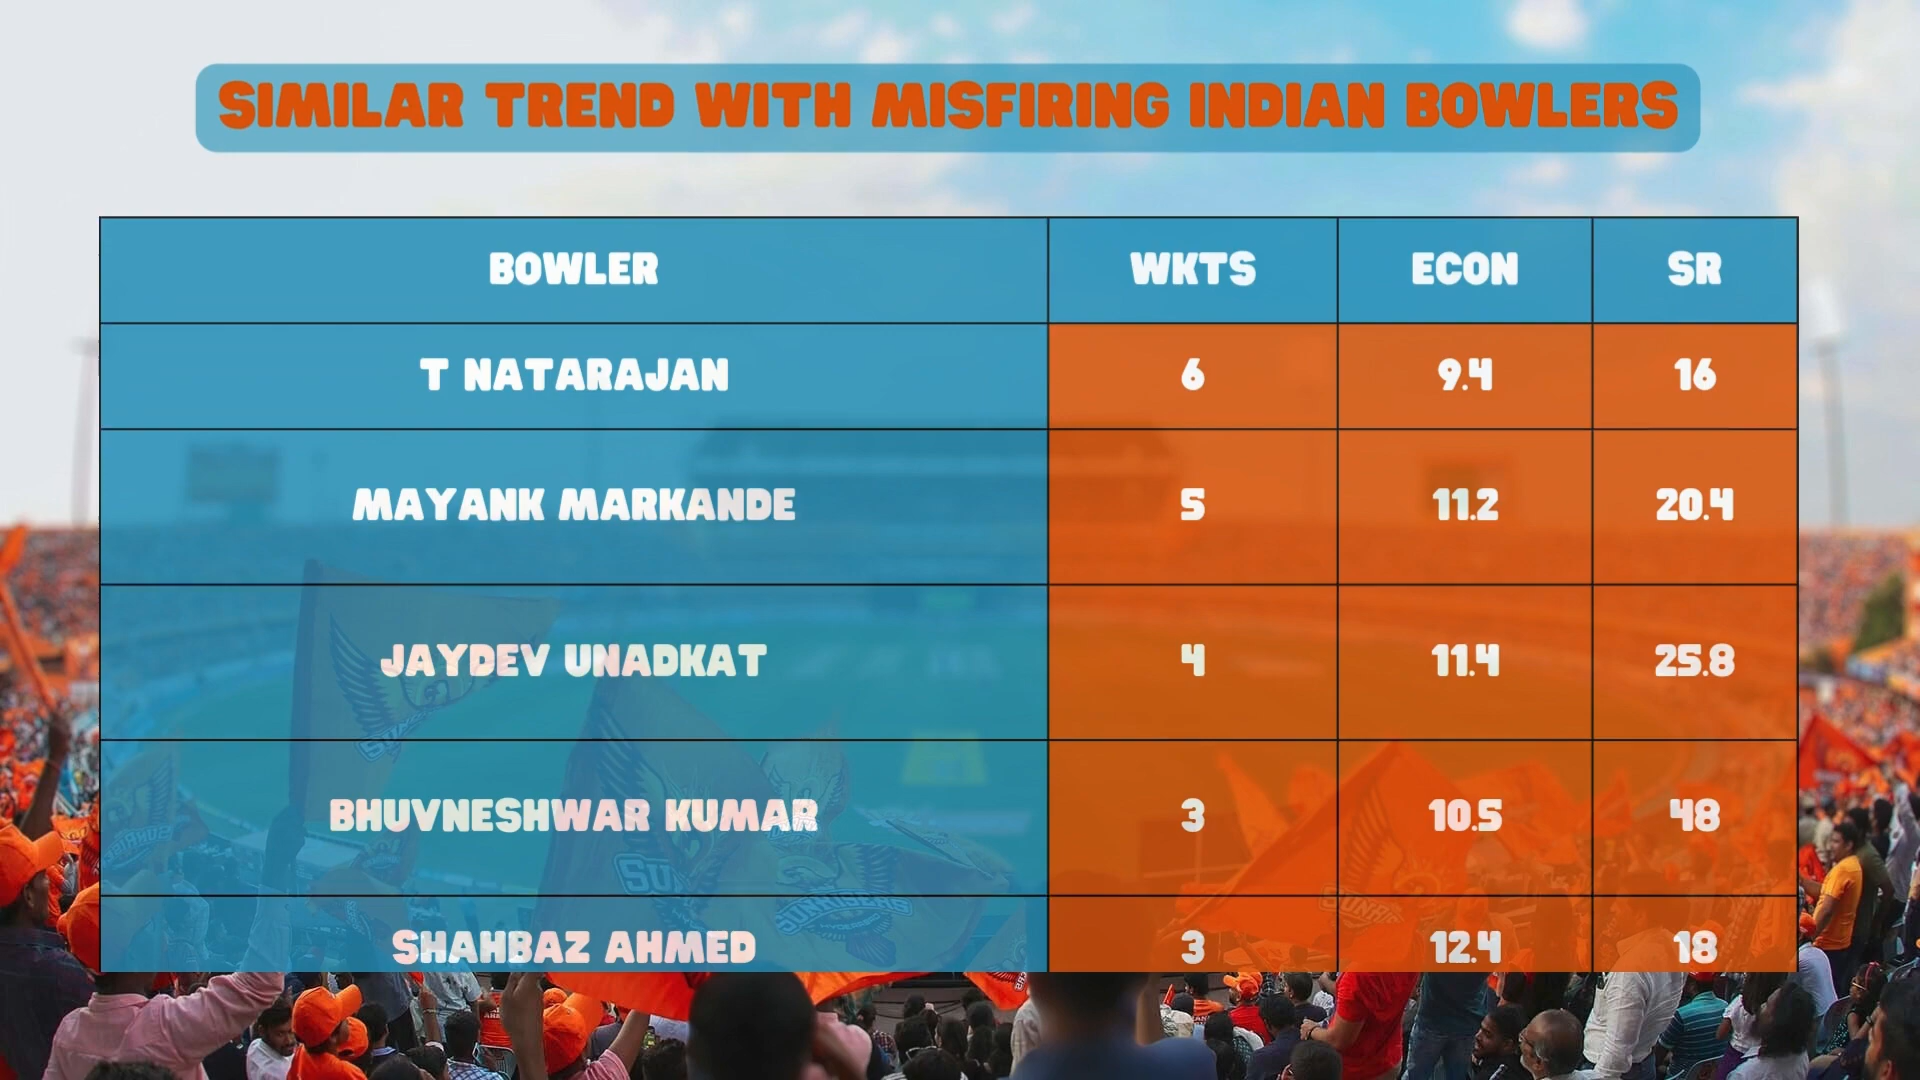 SIMILAR TREND WITH MISFIRING INDIAN BOWLERS
BOWLER WKTS ECON SR
T NATARAJAN 6 9.4 16
MAYANK MARKANDE 5 11.2 20.4
JAYDEV UNADKAT 4 11.4 25.8
BHUVNESHWAR KUMAR 3 10.5 48
SHAHBAZ AHMED 3 12.4 18
SUNRISERS